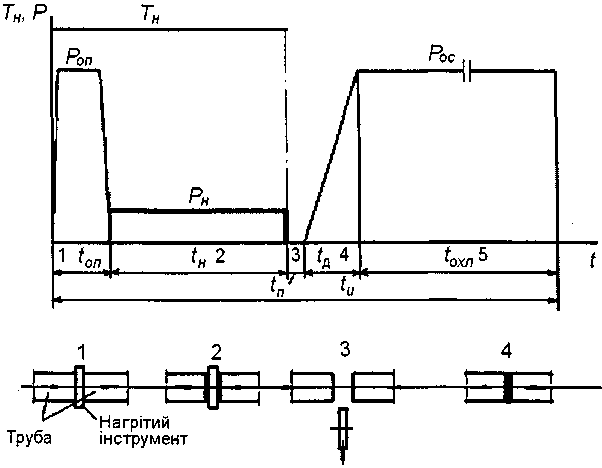 Tн, P
Tн
Pоп
Pос
Pн
1 tоп tн 2 3 tд 4 tохл 5 t
tп tи
1 2 3 4
Труба
Нагрітий
інструмент